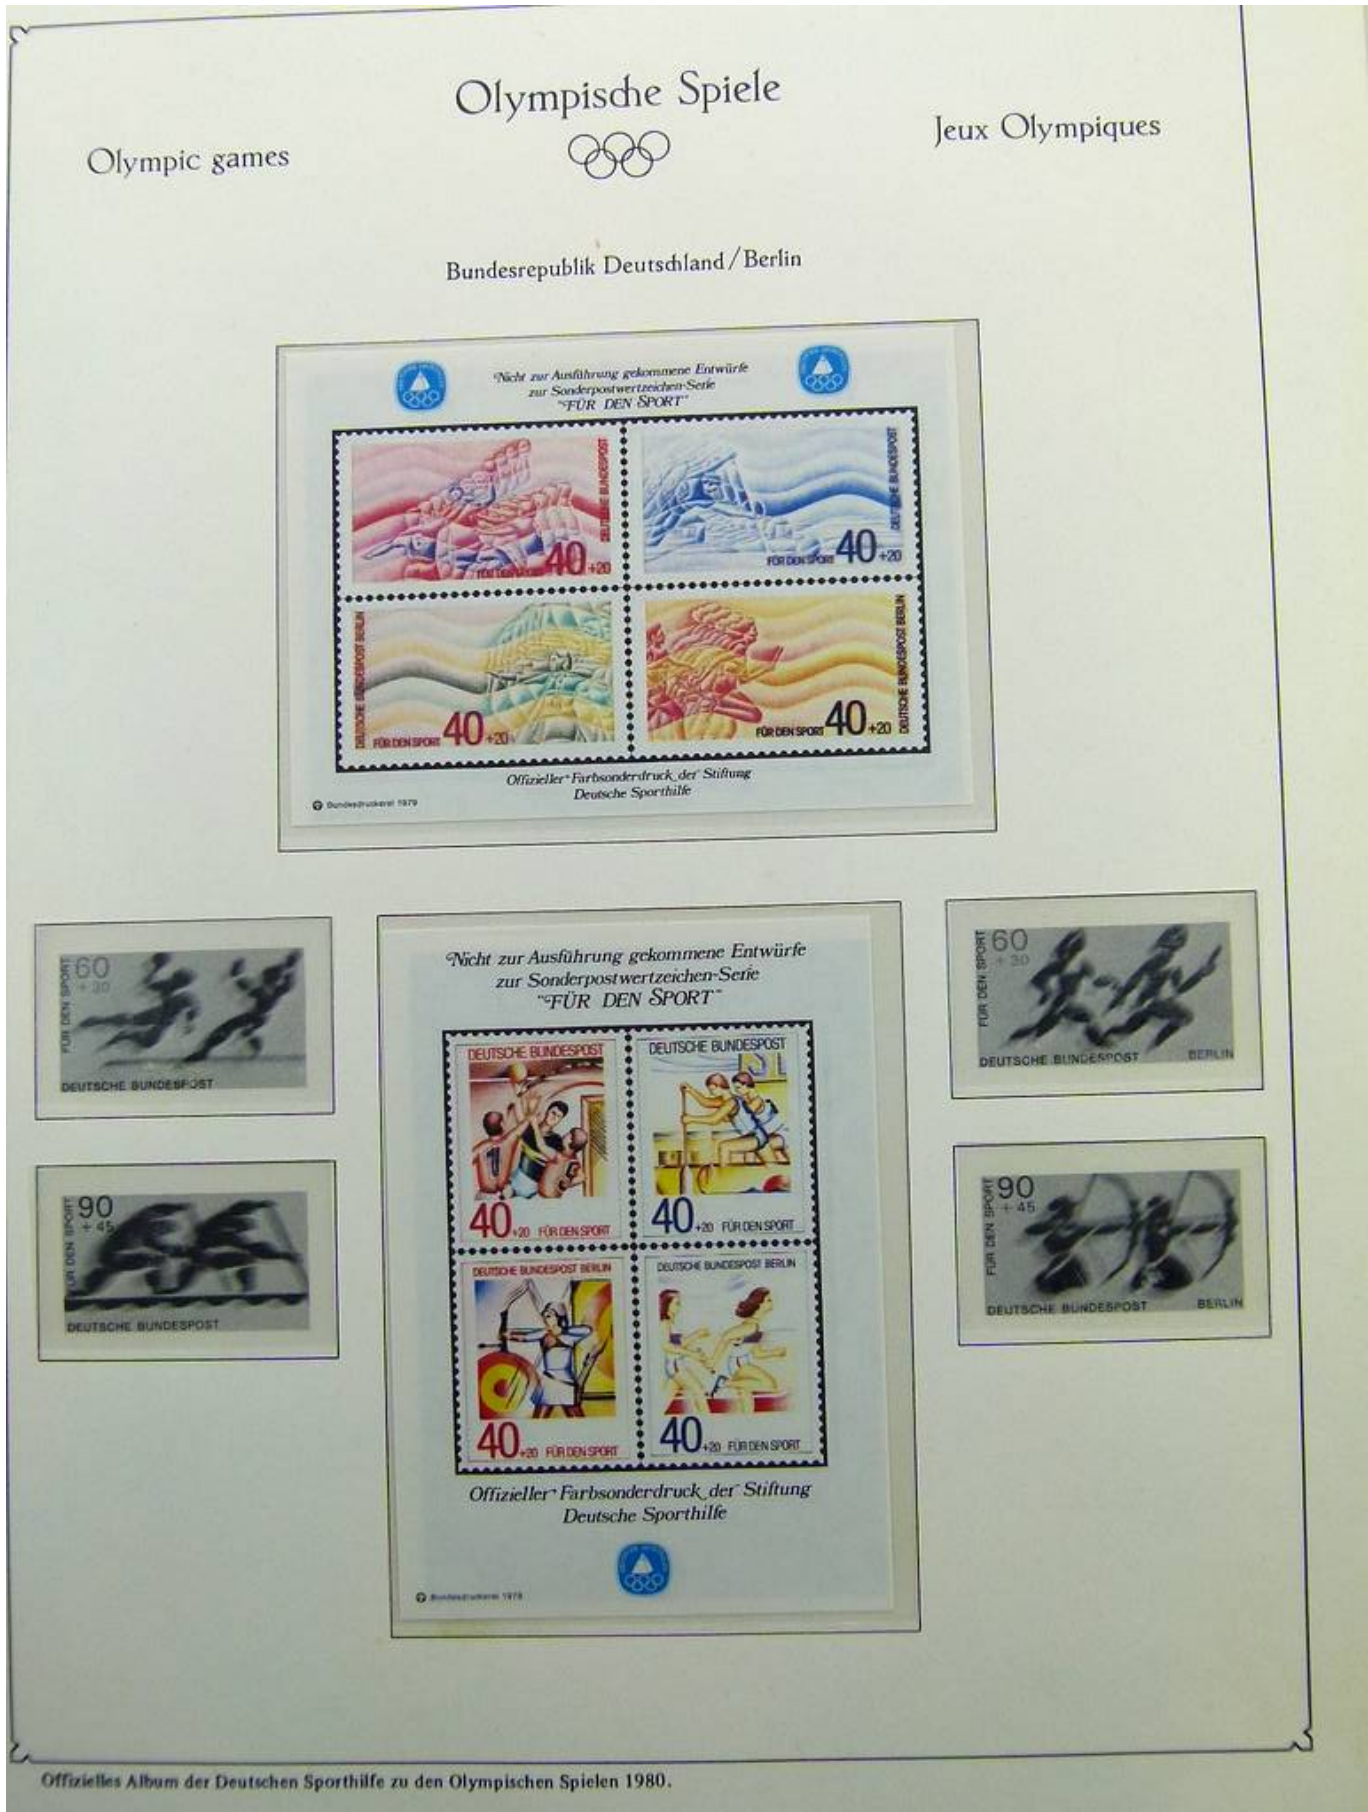 Olympische Spiele
Olympic games
Jeux Olympiques
Bundesrepublik Deutschland/Berlin
Nicht zur Ausführung gekommene Entwürfe
zur Sonderpostwertzeichen-Serie
"FÜR DEN SPORT"
DEUTSCHE BUNDESPOST
FÜR DEN SPORT 40 +20
DEUTSCHE BUNDESPOST
FÜR DEN SPORT 40 +20
DEUTSCHE BUNDESPOST BERLIN
FÜR DEN SPORT 40 +20
DEUTSCHE BUNDESPOST BERLIN
FÜR DEN SPORT 40 +20
Offizieller Farbsonderdruck der Stiftung
Deutsche Sporthilfe
Bundesdruckerei 1979
FÜR DEN SPORT
60
+ 30
DEUTSCHE BUNDESPOST
FÜR DEN SPORT
90
+ 45
DEUTSCHE BUNDESPOST
Nicht zur Ausführung gekommene Entwürfe
zur Sonderpostwertzeichen-Serie
"FÜR DEN SPORT"
DEUTSCHE BUNDESPOST
40 +20 FÜR DEN SPORT
DEUTSCHE BUNDESPOST
40 +20 FÜR DEN SPORT
DEUTSCHE BUNDESPOST BERLIN
40 +20 FÜR DEN SPORT
DEUTSCHE BUNDESPOST BERLIN
40 +20 FÜR DEN SPORT
Offizieller Farbsonderdruck der Stiftung
Deutsche Sporthilfe
Bundesdruckerei 1979
FÜR DEN SPORT
60
+ 30
DEUTSCHE BUNDESPOST BERLIN
FÜR DEN SPORT
90
+ 45
DEUTSCHE BUNDESPOST BERLIN
Offizielles Album der Deutschen Sporthilfe zu den Olympischen Spielen 1980.